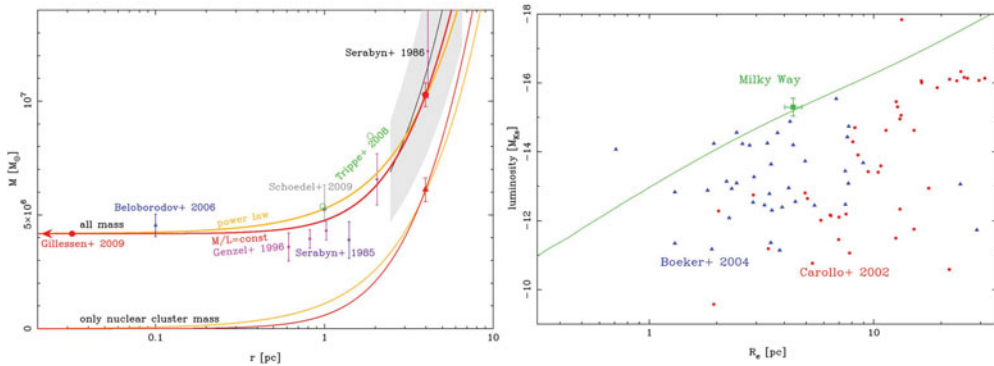 M [M⊙]
10⁷
5×10⁶
0
Serabyn+ 1986
Trippe+ 2008
Schoedel+ 2009
Beloborodov+ 2006
power law
all mass
M/L=const
Gillessen+ 2009
Genzel+ 1996
Serabyn+ 1985
only nuclear cluster mass
0.1 1 10
r [pc]
luminosity [M_Ks]
-18
-16
-14
-12
-10
Milky Way
Boeker+ 2004
Carollo+ 2002
1 10
R_e [pc]